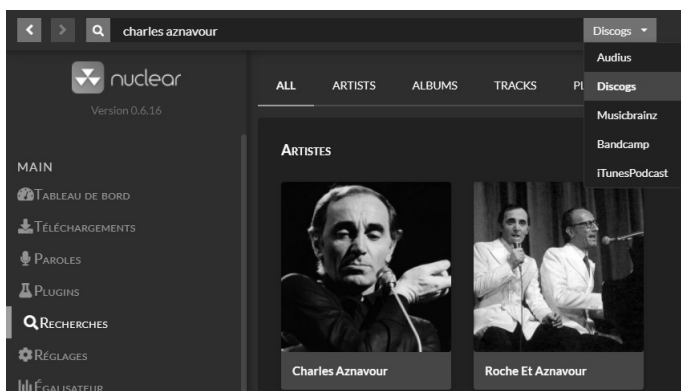 charles aznavour
Discogs
Audius
Discogs
Musicbrainz
Bandcamp
iTunesPodcast
nuclear
Version 0.6.16
ALL ARTISTS ALBUMS TRACKS
MAIN
TABLEAU DE BORD
TÉLÉCHARGEMENTS
PAROLES
PLUGINS
RECHERCHES
RÉGLAGES
ÉGALISATEUR
ARTISTES
Charles Aznavour
Roche Et Aznavour